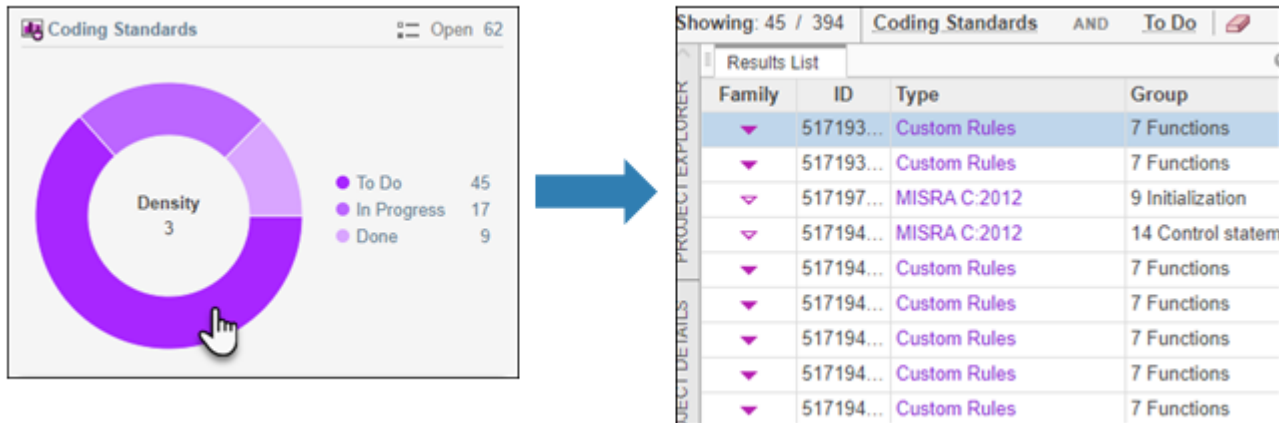 Coding Standards Open 62
Density
3
To Do 45
In Progress 17
Done 9
Showing: 45 / 394 Coding Standards AND To Do
Results List
PROJECT EXPLORER
Family ID Type Group
517193... Custom Rules 7 Functions
517193... Custom Rules 7 Functions
517197... MISRA C:2012 9 Initialization
517194... MISRA C:2012 14 Control statem
517194... Custom Rules 7 Functions
517194... Custom Rules 7 Functions
517194... Custom Rules 7 Functions
517194... Custom Rules 7 Functions
517194... Custom Rules 7 Functions
JECT DETAILS